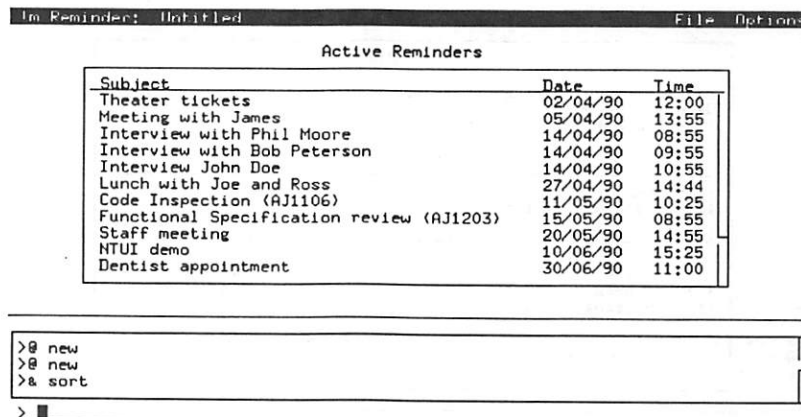 Im Reminder: Untitled File Options
Active Reminders
Subject Date Time
Theater tickets 02/04/90 12:00
Meeting with James 05/04/90 13:55
Interview with Phil Moore 14/04/90 08:55
Interview with Bob Peterson 14/04/90 09:55
Interview John Doe 14/04/90 10:55
Lunch with Joe and Ross 27/04/90 14:44
Code Inspection (AJ1106) 11/05/90 10:25
Functional Specification review (AJ1203) 15/05/90 08:55
Staff meeting 20/05/90 14:55
NTUI demo 10/06/90 15:25
Dentist appointment 30/06/90 11:00
>@ new
>@ new
>& sort
>